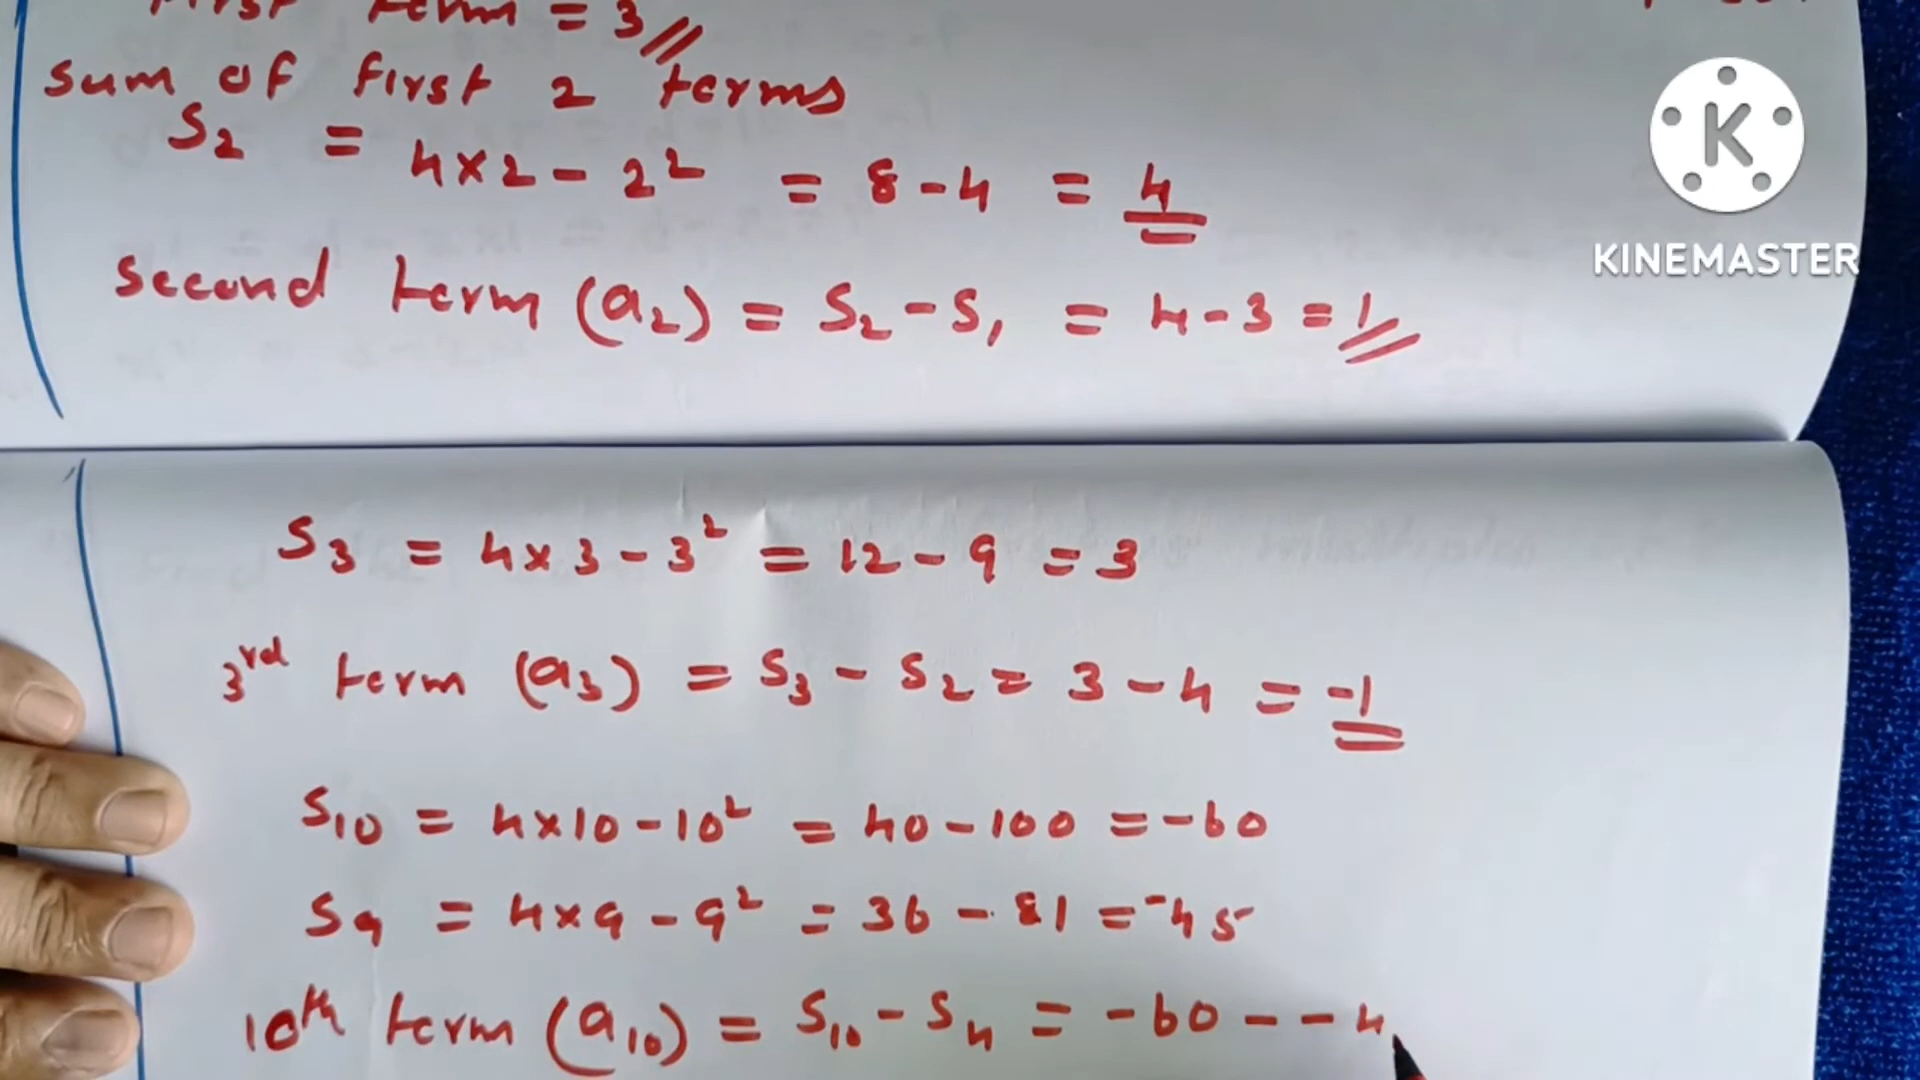 First term = 3
Sum of first 2 terms
S₂ = 4×2 - 2² = 8 - 4 = 4
Second term (a₂) = S₂ - S₁ = 4 - 3 = 1
S₃ = 4×3 - 3² = 12 - 9 = 3
3rd term (a₃) = S₃ - S₂ = 3 - 4 = -1
S₁₀ = 4×10 - 10² = 40 - 100 = -60
S₉ = 4×9 - 9² = 36 - 81 = -45
10th term (a₁₀) = S₁₀ - S₄ = -60 - - 4
K
KINEMASTER